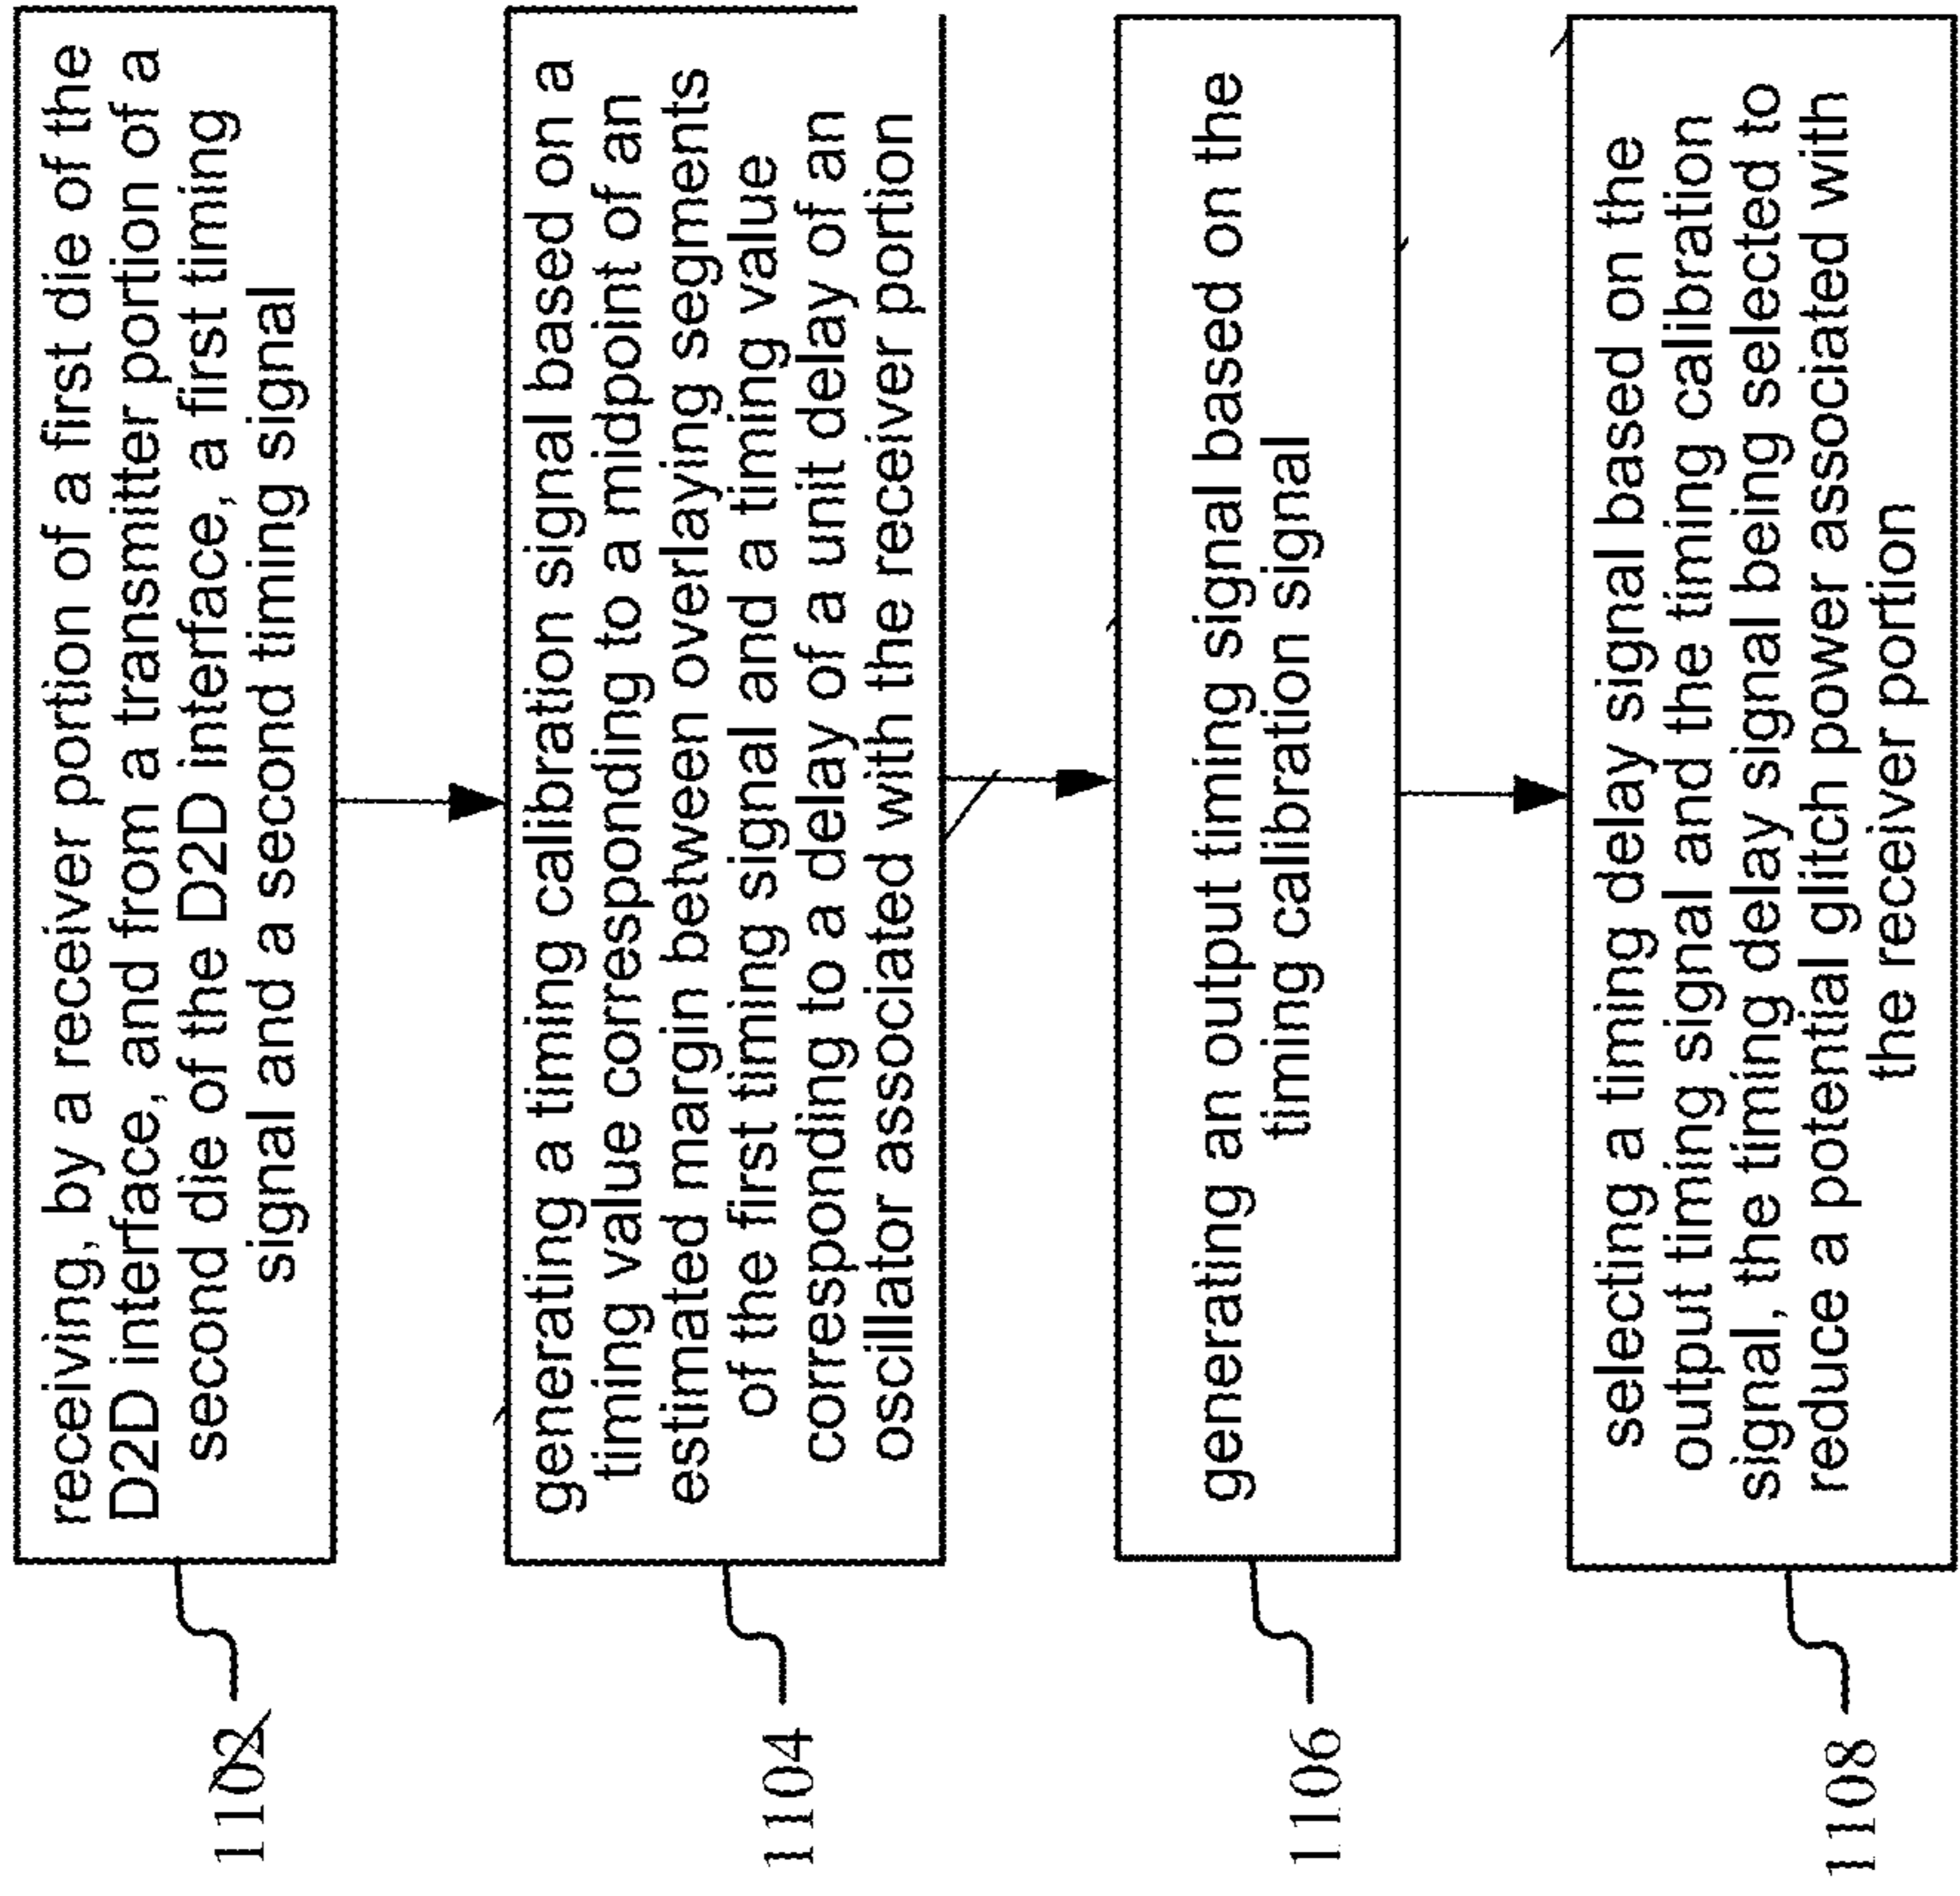 receiving, by a receiver portion of a first die of the
D2D interface, and from a transmitter portion of a
second die of the D2D interface, a first timing
signal and a second timing signal
1102
generating a timing calibration signal based on a
timing value corresponding to a midpoint of an
estimated margin between overlaying segments
of the first timing signal and a timing value
corresponding to a delay of a unit delay of an
oscillator associated with the receiver portion
1104
generating an output timing signal based on the
timing calibration signal
1106
selecting a timing delay signal based on the
output timing signal and the timing calibration
signal, the timing delay signal being selected to
reduce a potential glitch power associated with
the receiver portion
1108